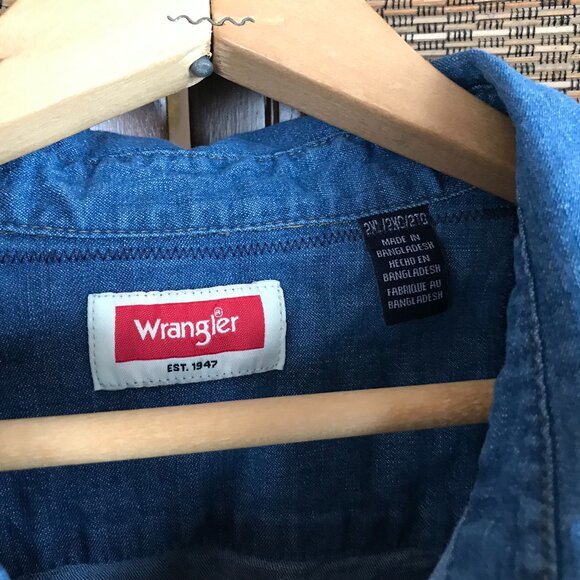 2XL/2XG/2TG
MADE IN
BANGLADESH
HECHO EN
BANGLADESH
FABRIQUE AU
BANGLADESH
Wrangler®
EST. 1947